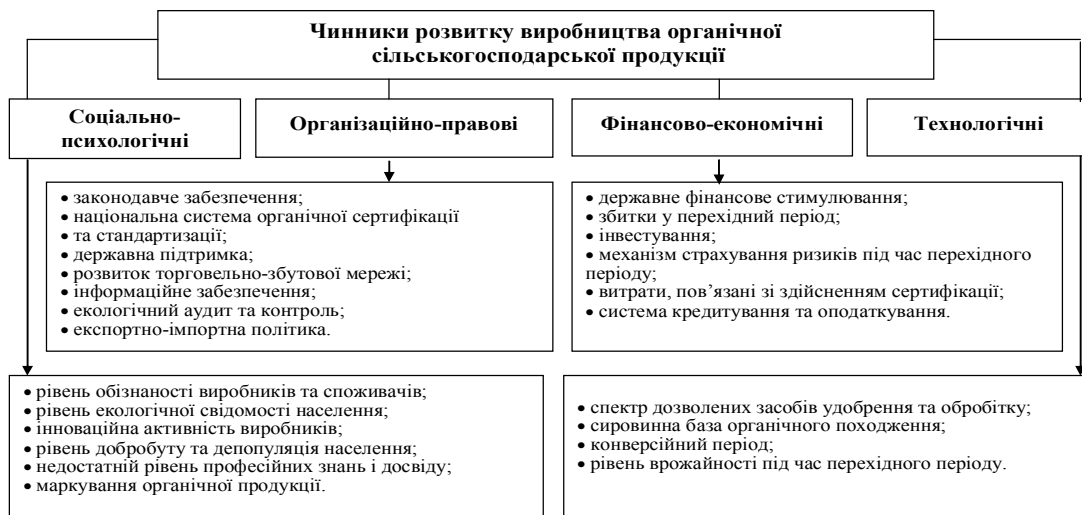 Чинники розвитку виробництва органічної
сільськогосподарської продукції
Соціально-
психологічні
Організаційно-правові
Фінансово-економічні
Технологічні
• законодавче забезпечення;
• національна система органічної сертифікації
• та стандартизації;
• державна підтримка;
• розвиток торговельно-збутової мережі;
• інформаційне забезпечення;
• екологічний аудит та контроль;
• експортно-імпортна політика.
• державне фінансове стимулювання;
• збитки у перехідний період;
• інвестування;
• механізм страхування ризиків під час перехідного
періоду;
• витрати, пов’язані зі здійсненням сертифікації;
• система кредитування та оподаткування.
• рівень обізнаності виробників та споживачів;
• рівень екологічної свідомості населення;
• інноваційна активність виробників;
• рівень добробуту та депопуляція населення;
• недостатній рівень професійних знань і досвіду;
• маркування органічної продукції.
• спектр дозволених засобів удобрення та обробітку;
• сировинна база органічного походження;
• конверсійний період;
• рівень врожайності під час перехідного періоду.